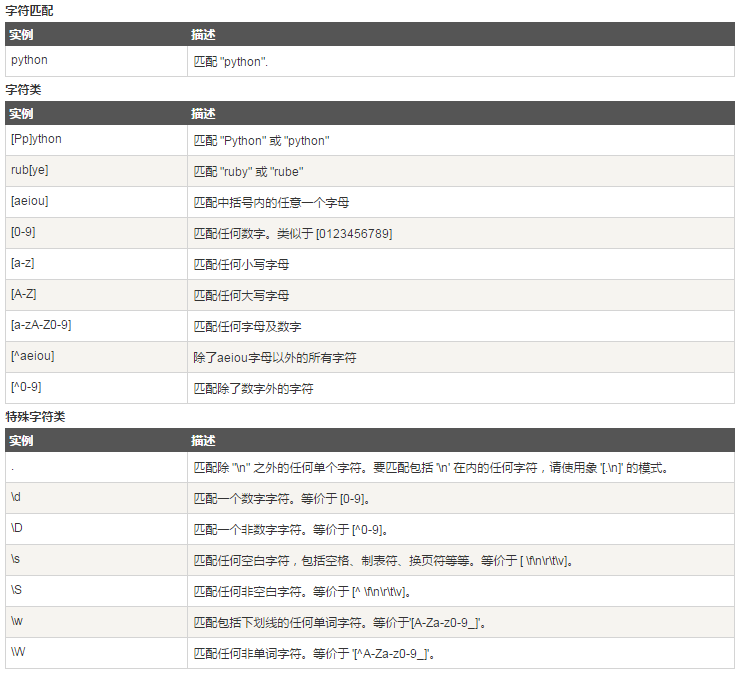 字符匹配
实例 描述
python 匹配 "python".
字符类
实例 描述
[Pp]ython 匹配 "Python" 或 "python"
rub[ye] 匹配 "ruby" 或 "rube"
[aeiou] 匹配中括号内的任意一个字母
[0-9] 匹配任何数字。类似于 [0123456789]
[a-z] 匹配任何小写字母
[A-Z] 匹配任何大写字母
[a-zA-Z0-9] 匹配任何字母及数字
[^aeiou] 除了aeiou字母以外的所有字符
[^0-9] 匹配除了数字外的字符
特殊字符类
实例 描述
. 匹配除 "\n" 之外的任何单个字符。要匹配包括 '\n' 在内的任何字符，请使用象 '[.\n]' 的模式。
\d 匹配一个数字字符。等价于 [0-9]。
\D 匹配一个非数字字符。等价于 [^0-9]。
\s 匹配任何空白字符，包括空格、制表符、换页符等等。等价于 [ \f\n\r\t\v]。
\S 匹配任何非空白字符。等价于 [^ \f\n\r\t\v]。
\w 匹配包括下划线的任何单词字符。等价于'[A-Za-z0-9_]'。
\W 匹配任何非单词字符。等价于 '[^A-Za-z0-9_]'。